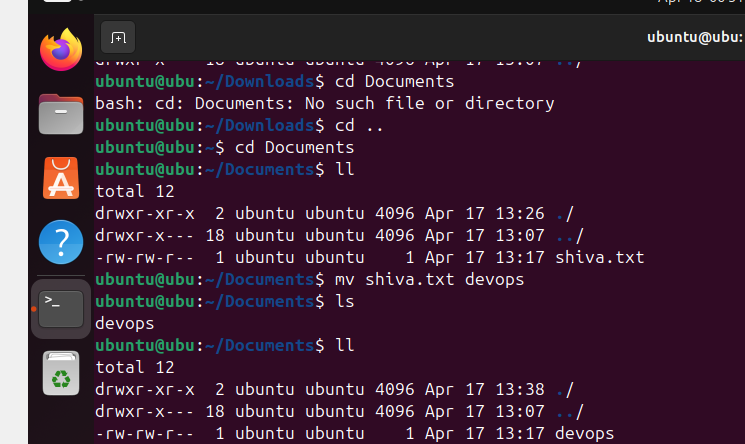 ubuntu@ubu:
ubuntu@ubu:~/Downloads$ cd Documents
bash: cd: Documents: No such file or directory
ubuntu@ubu:~/Downloads$ cd ..
ubuntu@ubu:~$ cd Documents
ubuntu@ubu:~/Documents$ ll
total 12
drwxr-xr-x  2 ubuntu ubuntu 4096 Apr 17 13:26 ./
drwxr-x--- 18 ubuntu ubuntu 4096 Apr 17 13:07 ../
-rw-rw-r--  1 ubuntu ubuntu    1 Apr 17 13:17 shiva.txt
ubuntu@ubu:~/Documents$ mv shiva.txt devops
ubuntu@ubu:~/Documents$ ls
devops
ubuntu@ubu:~/Documents$ ll
total 12
drwxr-xr-x  2 ubuntu ubuntu 4096 Apr 17 13:38 ./
drwxr-x--- 18 ubuntu ubuntu 4096 Apr 17 13:07 ../
-rw-rw-r--  1 ubuntu ubuntu    1 Apr 17 13:17 devops